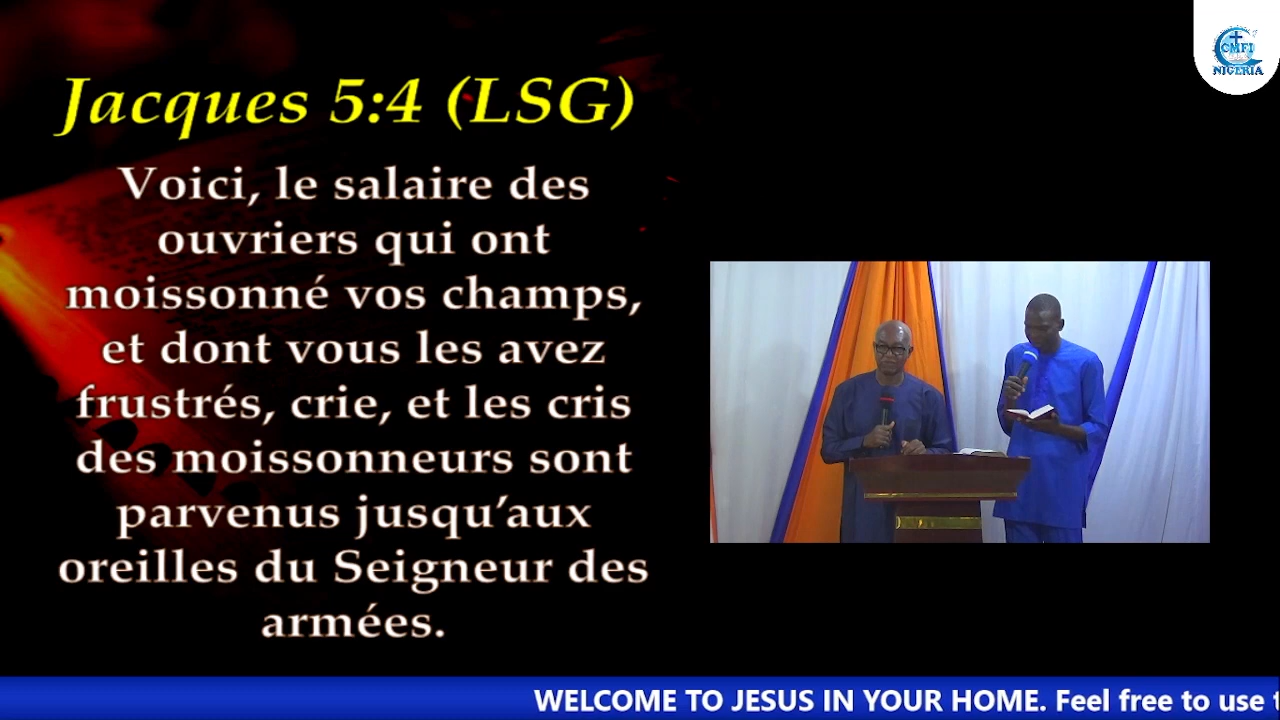 Jacques 5:4 (LSG)
Voici, le salaire des
ouvriers qui ont
moissonné vos champs,
et dont vous les avez
frustrés, crie, et les cris
des moissonneurs sont
parvenus jusqu’aux
oreilles du Seigneur des
armées.
CMFI
NIGERIA
WELCOME TO JESUS IN YOUR HOME. Feel free to use